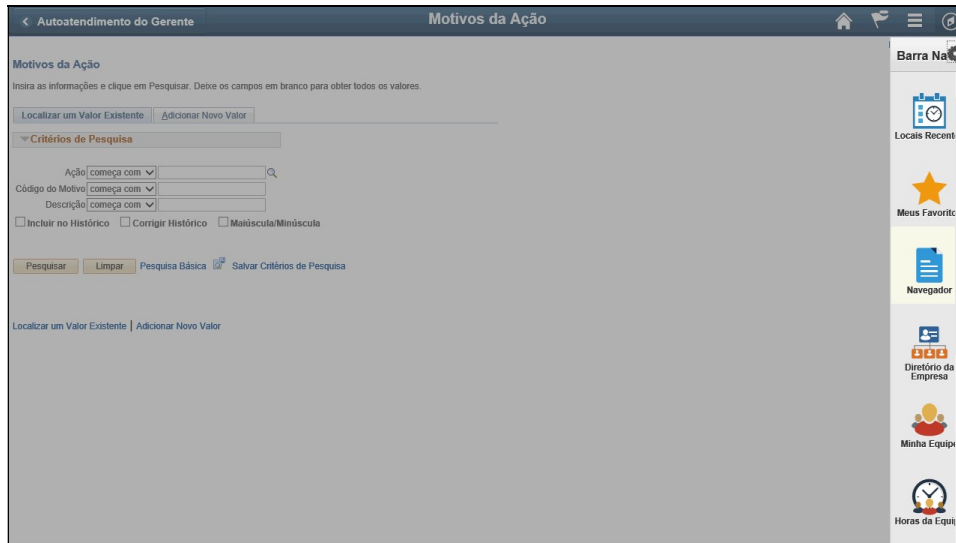 Autoatendimento do Gerente
Motivos da Ação
Barra Na
Motivos da Ação
Insira as informações e clique em Pesquisar. Deixe os campos em branco para obter todos os valores.
Localizar um Valor Existente Adicionar Novo Valor
Critérios de Pesquisa
Ação começa com
Código do Motivo começa com
Descrição começa com
Incluir no Histórico Corrigir Histórico Maiúscula/Minúscula
Pesquisar Limpar Pesquisa Básica Salvar Critérios de Pesquisa
Localizar um Valor Existente | Adicionar Novo Valor
Locais Recent
Meus Favorito
Navegador
Diretório da
Empresa
Minha Equipe
Horas da Equip